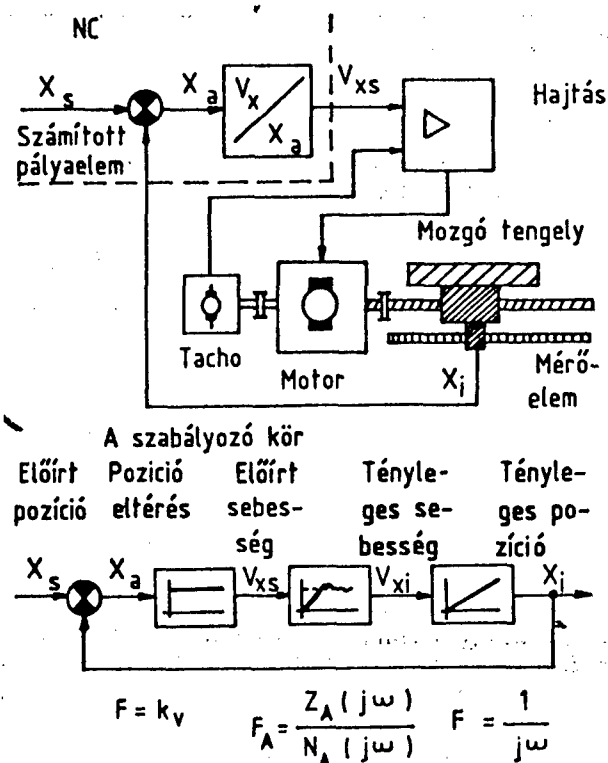 NC
X_s X_a V_x X_a V_xs
Hajtás
Számított
pályaelem
Mozgó tengely
Tacho
Motor
X_i
Mérő-
elem
A szabályozó kör
Előírt Pozició Előírt Tényle- Tényle-
pozíció eltérés sebes- ges se- ges po-
ség besség zíció
X_s X_a V_xs V_xi X_i
F = k_v F_A = Z_A (jω) / N_A (jω) F = 1 / jω